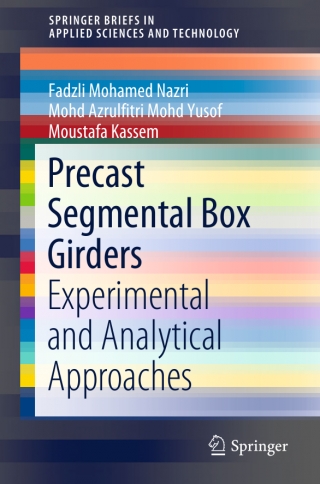 SPRINGER BRIEFS IN
APPLIED SCIENCES AND TECHNOLOGY
Fadzli Mohamed Nazri
Mohd Azrulfitri Mohd Yusof
Moustafa Kassem
Precast
Segmental Box
Girders
Experimental
and Analytical
Approaches
Springer